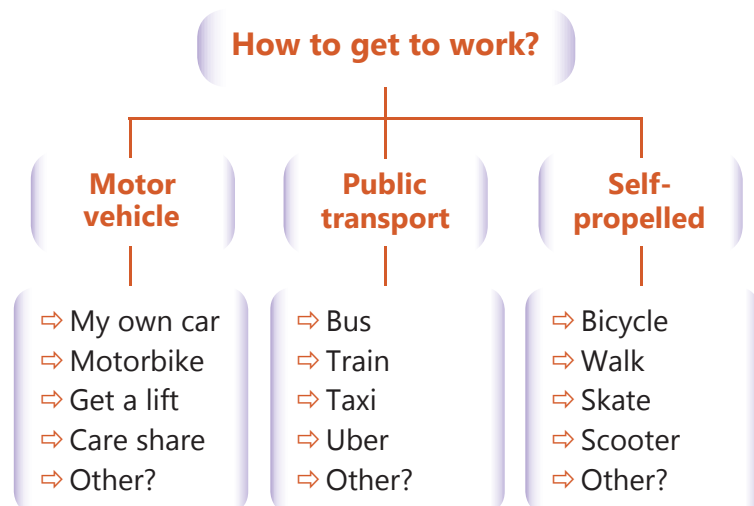 How to get to work?
Motor
vehicle
My own car
Motorbike
Get a lift
Care share
Other?
Public
transport
Bus
Train
Taxi
Uber
Other?
Self-
propelled
Bicycle
Walk
Skate
Scooter
Other?